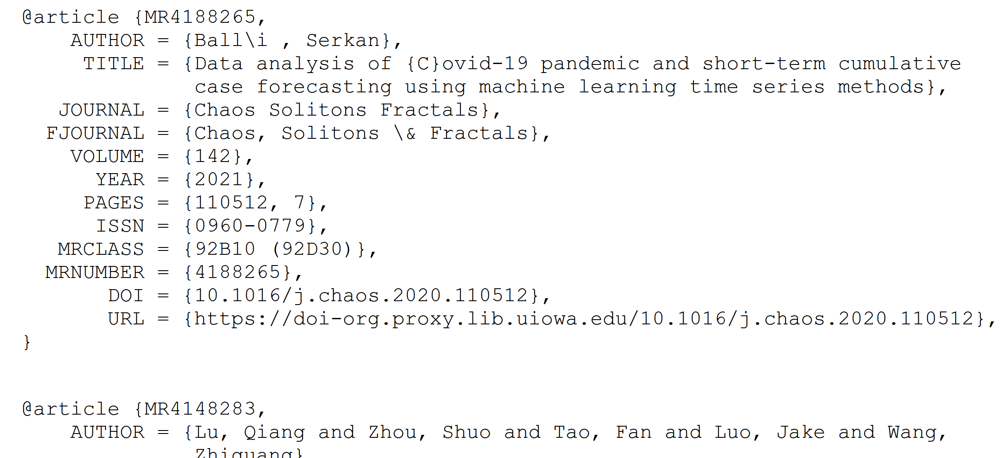 @article {MR4188265,
AUTHOR = {Ball\i , Serkan},
TITLE = {Data analysis of {C}ovid-19 pandemic and short-term cumulative
case forecasting using machine learning time series methods},
JOURNAL = {Chaos Solitons Fractals},
FJOURNAL = {Chaos, Solitons \& Fractals},
VOLUME = {142},
YEAR = {2021},
PAGES = {110512, 7},
ISSN = {0960-0779},
MRCLASS = {92B10 (92D30)},
MRNUMBER = {4188265},
DOI = {10.1016/j.chaos.2020.110512},
URL = {https://doi-org.proxy.lib.uiowa.edu/10.1016/j.chaos.2020.110512},
}
@article {MR4148283,
AUTHOR = {Lu, Qiang and Zhou, Shuo and Tao, Fan and Luo, Jake and Wang,
Zhiguang}